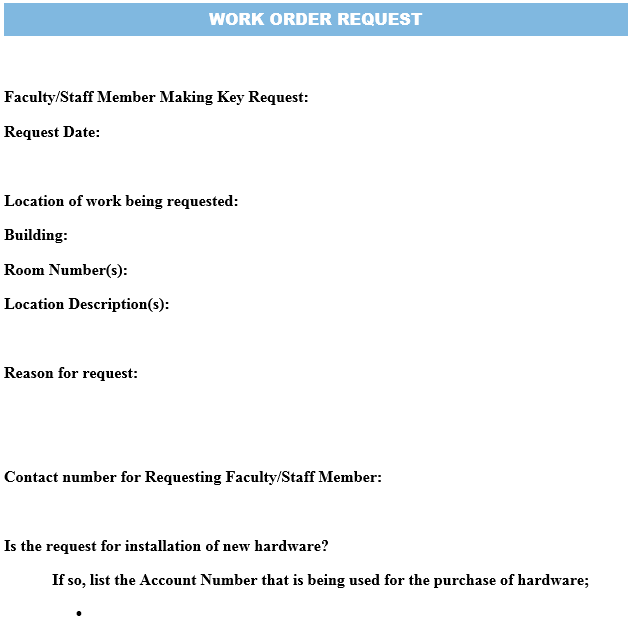 WORK ORDER REQUEST
Faculty/Staff Member Making Key Request:
Request Date:
Location of work being requested:
Building:
Room Number(s):
Location Description(s):
Reason for request:
Contact number for Requesting Faculty/Staff Member:
Is the request for installation of new hardware?
If so, list the Account Number that is being used for the purchase of hardware;
•